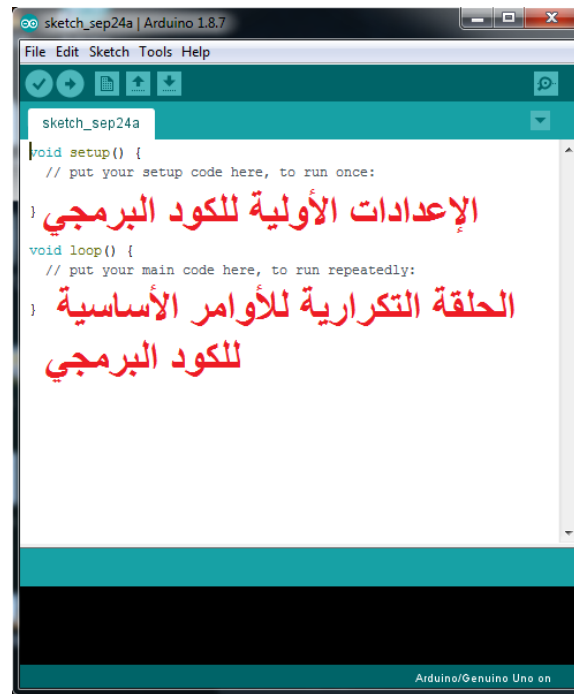 sketch_sep24a | Arduino 1.8.7
File Edit Sketch Tools Help
sketch_sep24a
void setup() {
// put your setup code here, to run once:
الإعدادات الأولية للكود البرمجي
}
void loop() {
// put your main code here, to run repeatedly:
الحلقة التكرارية للأوامر الأساسية
}
للكود البرمجي
Arduino/Genuino Uno on